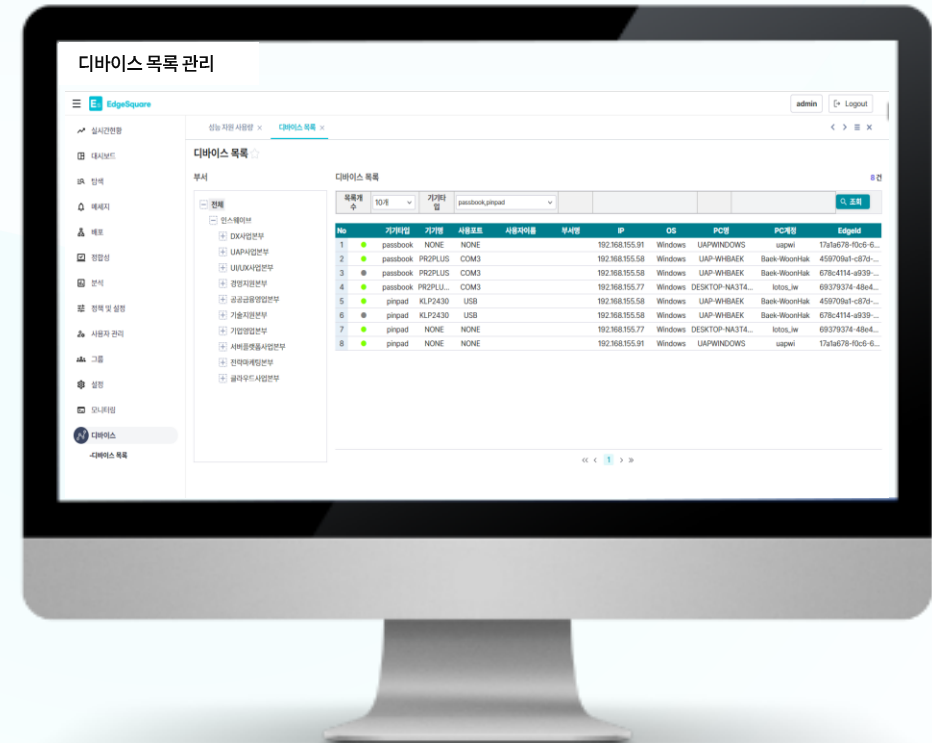 디바이스 목록 관리
EdgeSquare
admin Logout
실시간현황
대시보드
탐색
메세지
배포
정합성
분석
정책 및 설정
사용자 관리
그룹
설정
모니터링
디바이스
-디바이스 목록
성능 지원 사용량 × 디바이스 목록 ×
디바이스 목록
부서
전체
인스웨이브
DX사업본부
UAP사업본부
UI/UX사업본부
경영지원본부
공공금융영업본부
기술지원본부
기업영업본부
서버플랫폼사업본부
전략마케팅본부
클라우드사업본부
디바이스 목록 8 건
목록개수 10개 기기타입 passbook,pinpad 조회
No 기기타입 기기명 사용포트 사용자이름 부서명 IP OS PC명 PC계정 EdgeId
1 passbook NONE NONE 192.168.155.91 Windows UAPWINDOWS uapwi 17a1a678-f0c6-6...
2 passbook PR2PLUS COM3 192.168.155.58 Windows UAP-WHBAEK Baek-WoonHak 459709a1-c87d-...
3 passbook PR2PLUS COM3 192.168.155.58 Windows UAP-WHBAEK Baek-WoonHak 678c4114-a939-...
4 passbook PR2PLU... COM3 192.168.155.77 Windows DESKTOP-NA3T4... lotos_iw 69379374-48e4...
5 pinpad KLP2430 USB 192.168.155.58 Windows UAP-WHBAEK Baek-WoonHak 459709a1-c87d-...
6 pinpad KLP2430 USB 192.168.155.58 Windows UAP-WHBAEK Baek-WoonHak 678c4114-a939-...
7 pinpad NONE NONE 192.168.155.77 Windows DESKTOP-NA3T4... lotos_iw 69379374-48e4...
8 pinpad NONE NONE 192.168.155.91 Windows UAPWINDOWS uapwi 17a1a678-f0c6-6...
1